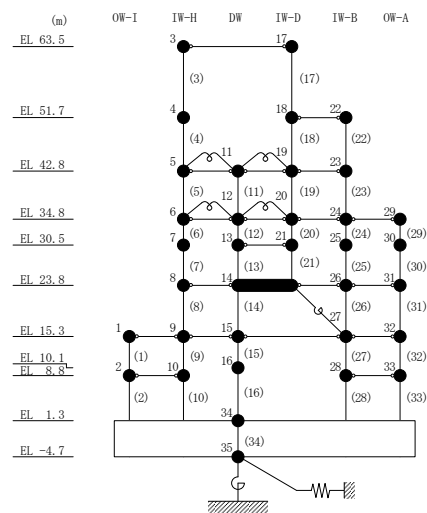 (m) OW-I IW-H DW IW-D IW-B OW-A
EL 63.5 3 17
(3) (17)
EL 51.7 4 18 22
(4) 11 19 (18) (22)
EL 42.8 5 23
(5) 12 (11) 20 (19) (23)
EL 34.8 6 24 29
(6) (12) (20) (24) (29)
EL 30.5 7 13 21 25 30
(7) (13) (21) (25) (30)
EL 23.8 8 14 26 31
(8) (14) 27 (26) (31)
EL 15.3 1 9 15 32
(1) (9) (15) (27) (32)
EL 10.1 16
EL 8.8 2 10 28 33
(2) (10) (16) (28) (33)
EL 1.3 34
(34)
EL -4.7 35